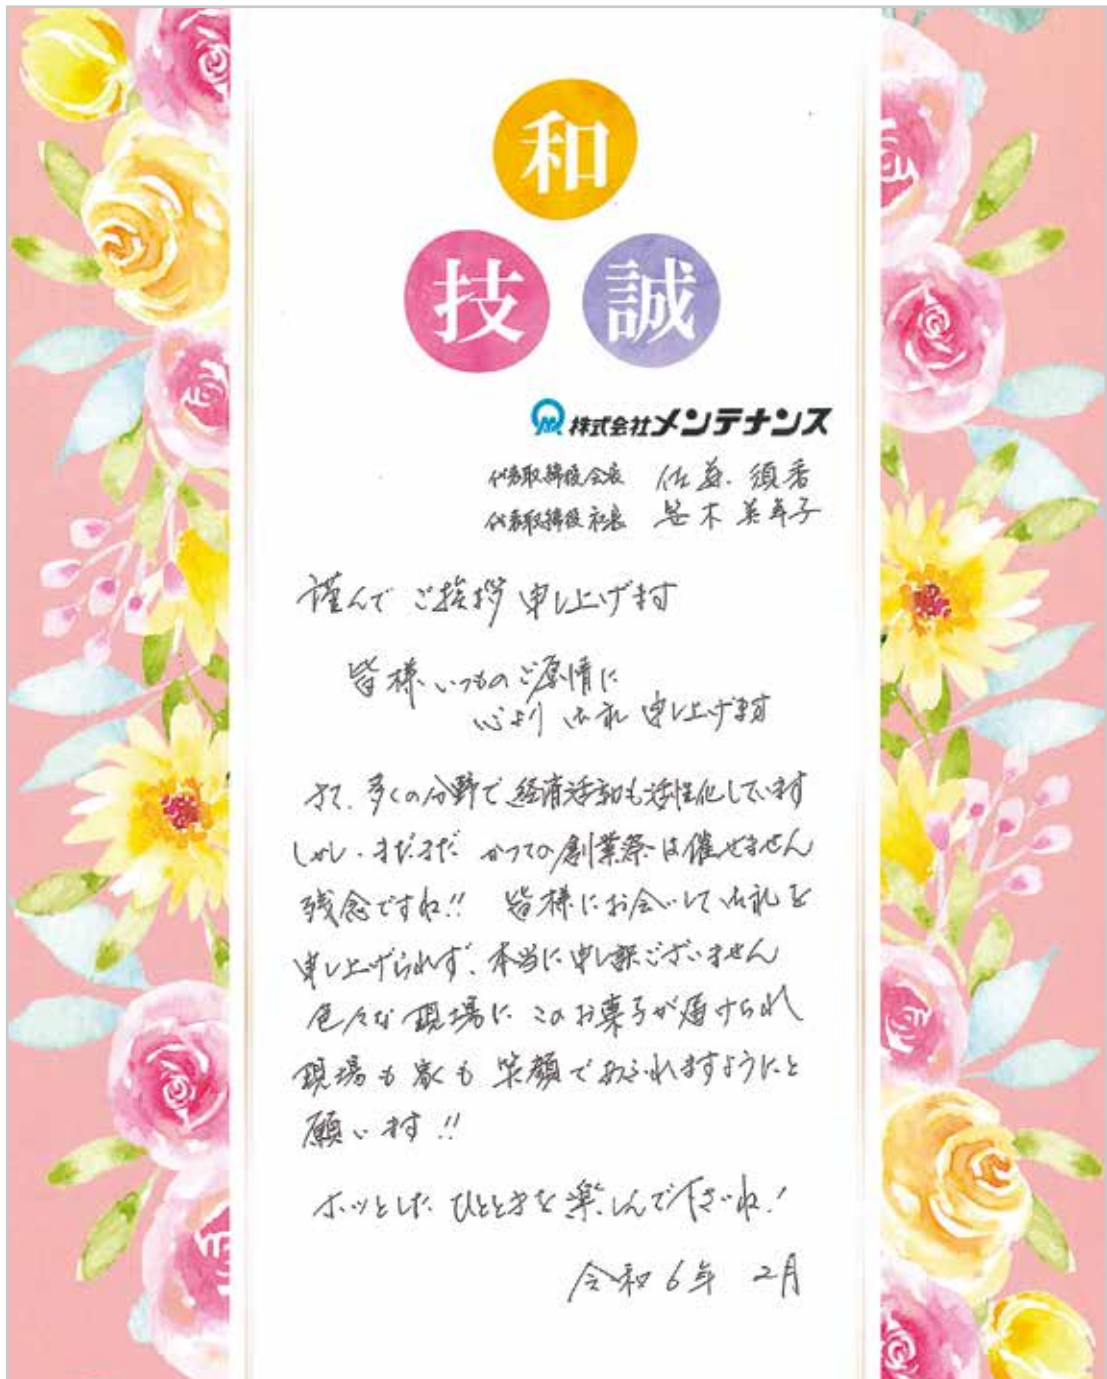 和
技 誠
株式会社メンテナンス
代表取締役会長 佐藤 須香
代表取締役社長 木 美年子
謹んで ご挨拶 申し上げます
皆様、いつものご厚情に
心より 御礼 申し上げます
さて、多くの分野で経済活動も活性化しています
しかし、まだまだ かつての創業祭は催せません
残念ですね!! 皆様にお会いして御礼を
申し上げられず、本当に申し訳ございません
色々な現場に このお菓子が届けられ
現場も 家も 笑顔であふれますようにと
願います!!
ホッとした ひとときを楽しんで下さいね!
令和6年 2月